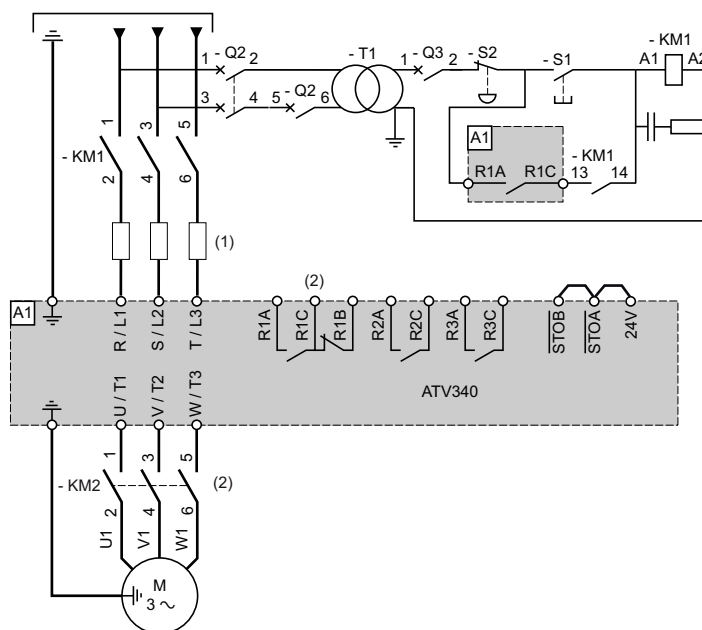 - Q2
1
2
- T1
1
- Q3
2
- S2
- S1
- KM1
A1
A2
3
4
5
- Q2
6
1
3
5
- KM1
2
4
6
A1
R1A
R1C
- KM1
13
14
(1)
(2)
A1
R / L1
S / L2
T / L3
R1A
R1C
R1B
R2A
R2C
R3A
R3C
STOB
STOA
24V
ATV340
U / T1
V / T2
W / T3
1
3
5
- KM2
(2)
2
4
6
U1
V1
W1
M
3 ~